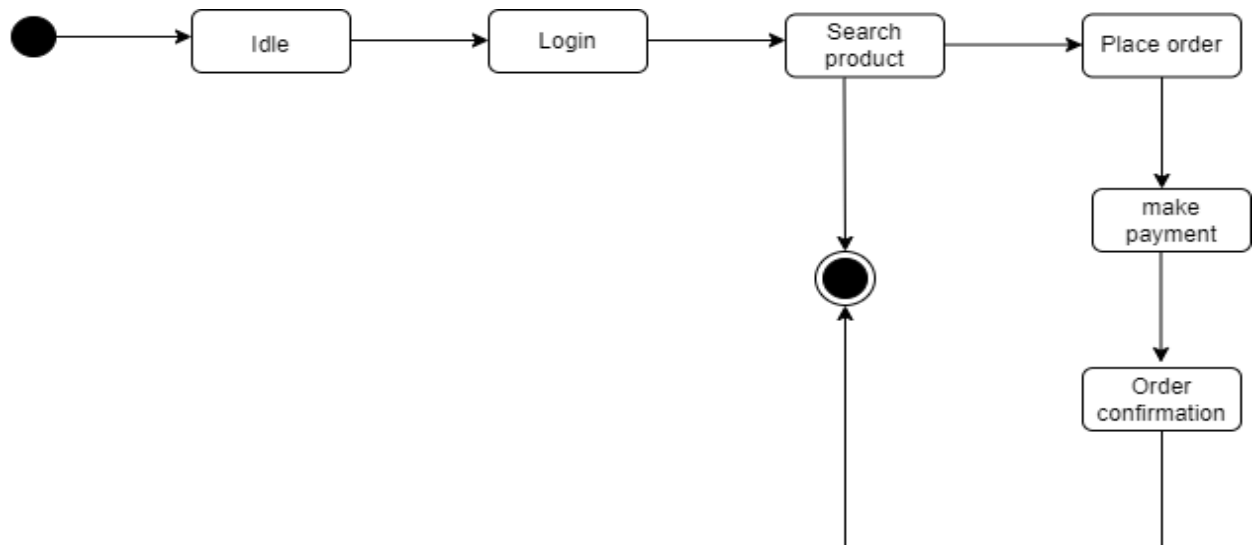 Idle
Login
Search
product
Place order
make
payment
Order
confirmation